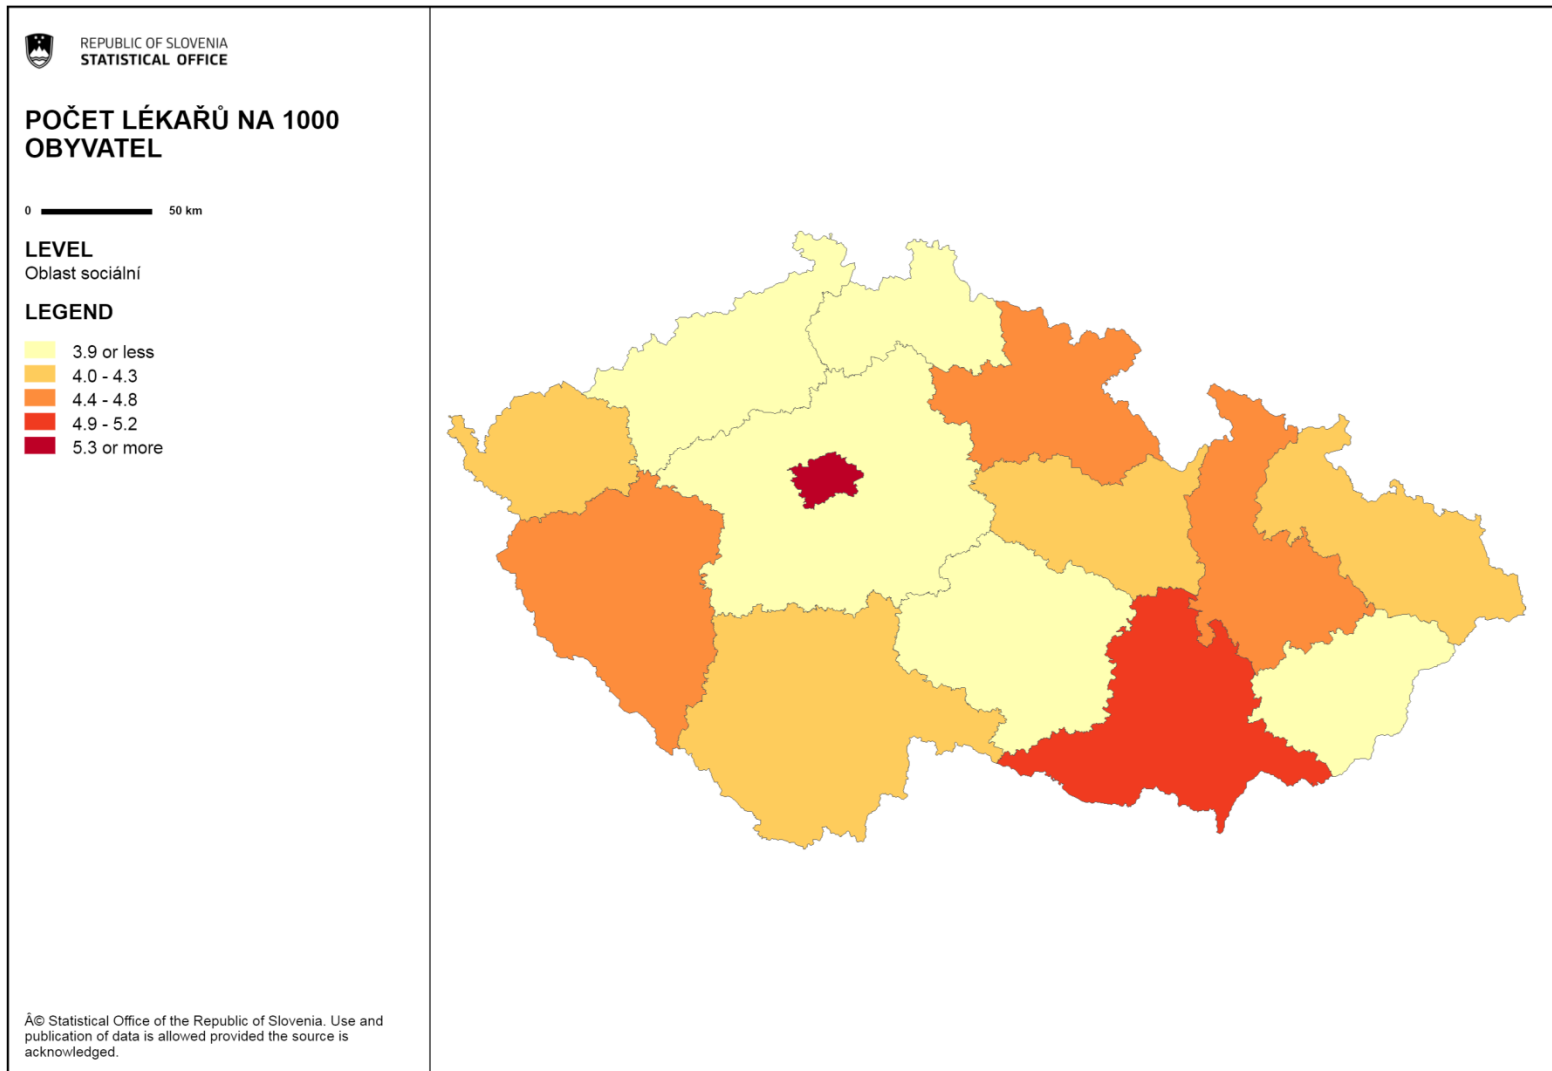 REPUBLIC OF SLOVENIA
STATISTICAL OFFICE
POČET LÉKAŘŮ NA 1000
OBYVATEL
0 50 km
LEVEL
Oblast sociální
LEGEND
3.9 or less
4.0 - 4.3
4.4 - 4.8
4.9 - 5.2
5.3 or more
Â© Statistical Office of the Republic of Slovenia. Use and
publication of data is allowed provided the source is
acknowledged.